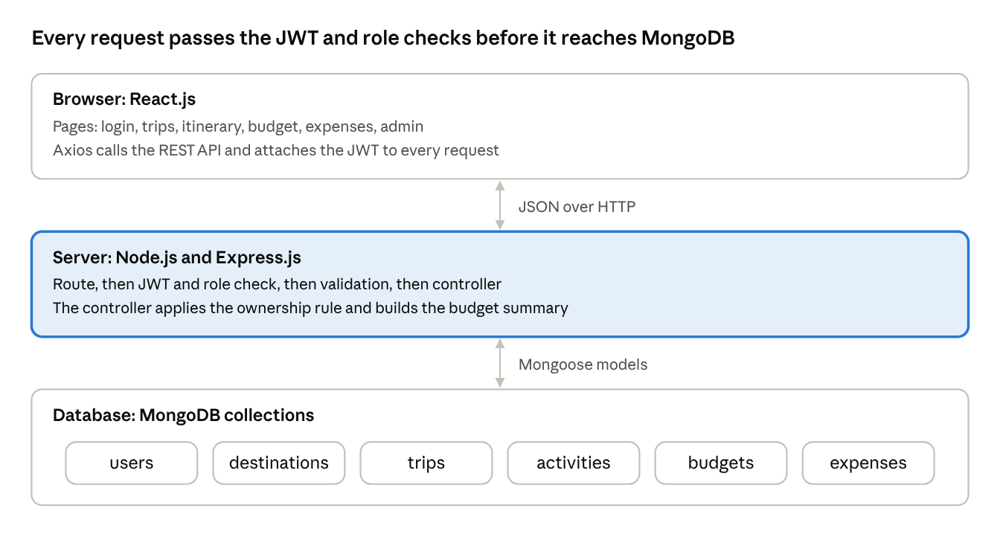 Every request passes the JWT and role checks before it reaches MongoDB
Browser: React.js
Pages: login, trips, itinerary, budget, expenses, admin
Axios calls the REST API and attaches the JWT to every request
JSON over HTTP
Server: Node.js and Express.js
Route, then JWT and role check, then validation, then controller
The controller applies the ownership rule and builds the budget summary
Mongoose models
Database: MongoDB collections
users
destinations
trips
activities
budgets
expenses